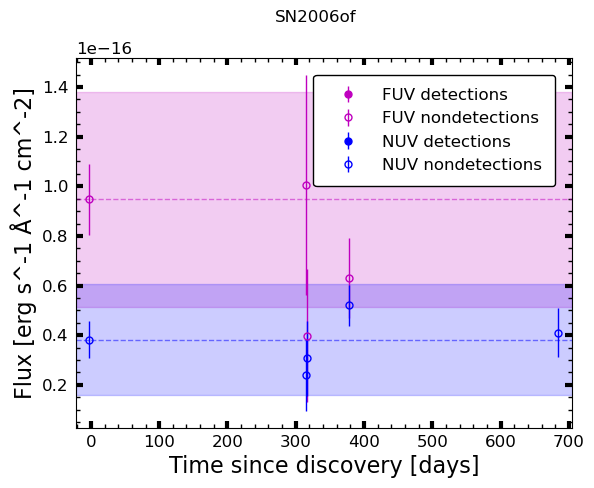 SN2006of
1e−16
Flux [erg s^-1 Å^-1 cm^-2]
1.4
1.2
1.0
0.8
0.6
0.4
0.2
FUV detections
FUV nondetections
NUV detections
NUV nondetections
0 100 200 300 400 500 600 700
Time since discovery [days]